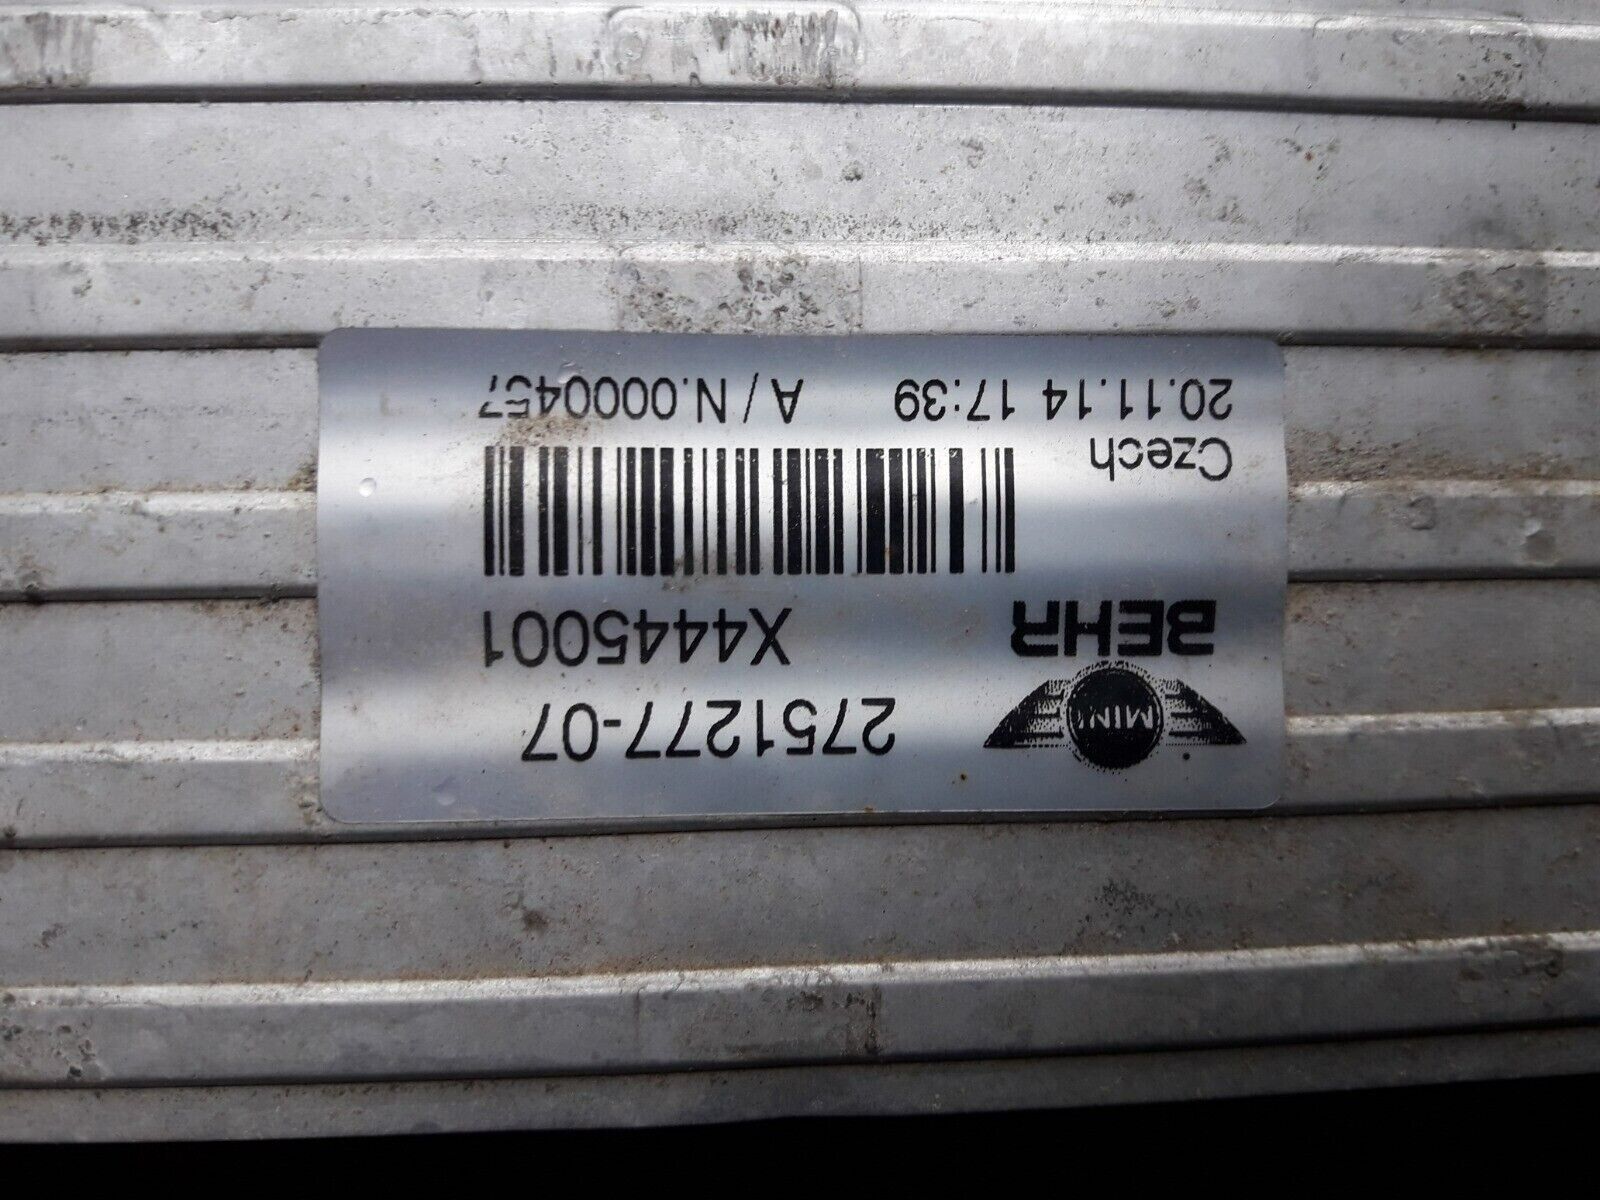 MINI
2751277-07
BEHR
X4445001
Czech
20.11.14 17:39 A/N.0000457